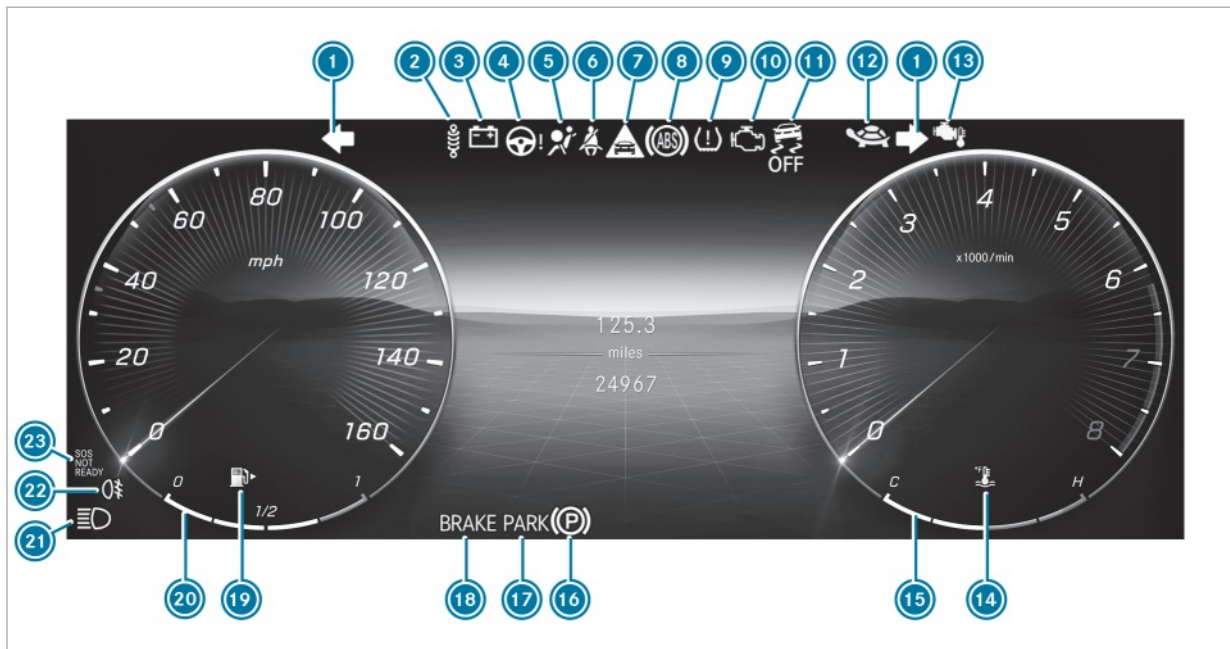 1 2 3 4 5 6 7 8 9 10 11 12 1 13
ABS
OFF
80
60 100
mph
40 120
20 140
0 160
125.3
miles
24967
4
3 5
x1000/min
2 6
1 7
0 8
23
SOS
NOT
READY
22
21
0 1/2 1
C °F H
BRAKE PARK P
20 19 18 17 16 15 14